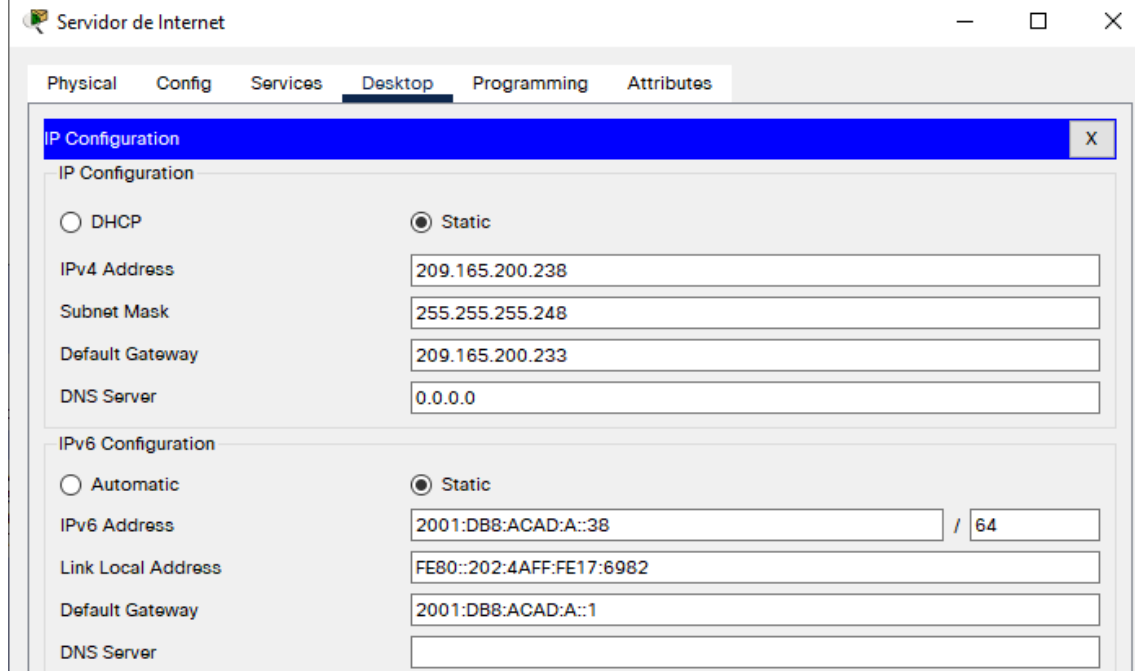 Servidor de Internet
Physical Config Services Desktop Programming Attributes
IP Configuration X
IP Configuration
DHCP Static
IPv4 Address 209.165.200.238
Subnet Mask 255.255.255.248
Default Gateway 209.165.200.233
DNS Server 0.0.0.0
IPv6 Configuration
Automatic Static
IPv6 Address 2001:DB8:ACAD:A::38 / 64
Link Local Address FE80::202:4AFF:FE17:6982
Default Gateway 2001:DB8:ACAD:A::1
DNS Server